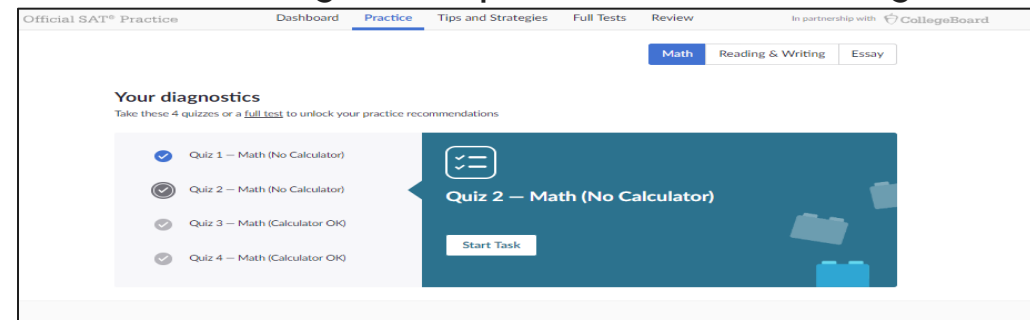 Official SAT® Practice Dashboard Practice Tips and Strategies Full Tests Review In partnership with CollegeBoard
Math Reading & Writing Essay
Your diagnostics
Take these 4 quizzes or a full test to unlock your practice recommendations
Quiz 1 — Math (No Calculator)
Quiz 2 — Math (No Calculator)
Quiz 3 — Math (Calculator OK)
Quiz 4 — Math (Calculator OK)
Quiz 2 — Math (No Calculator)
Start Task